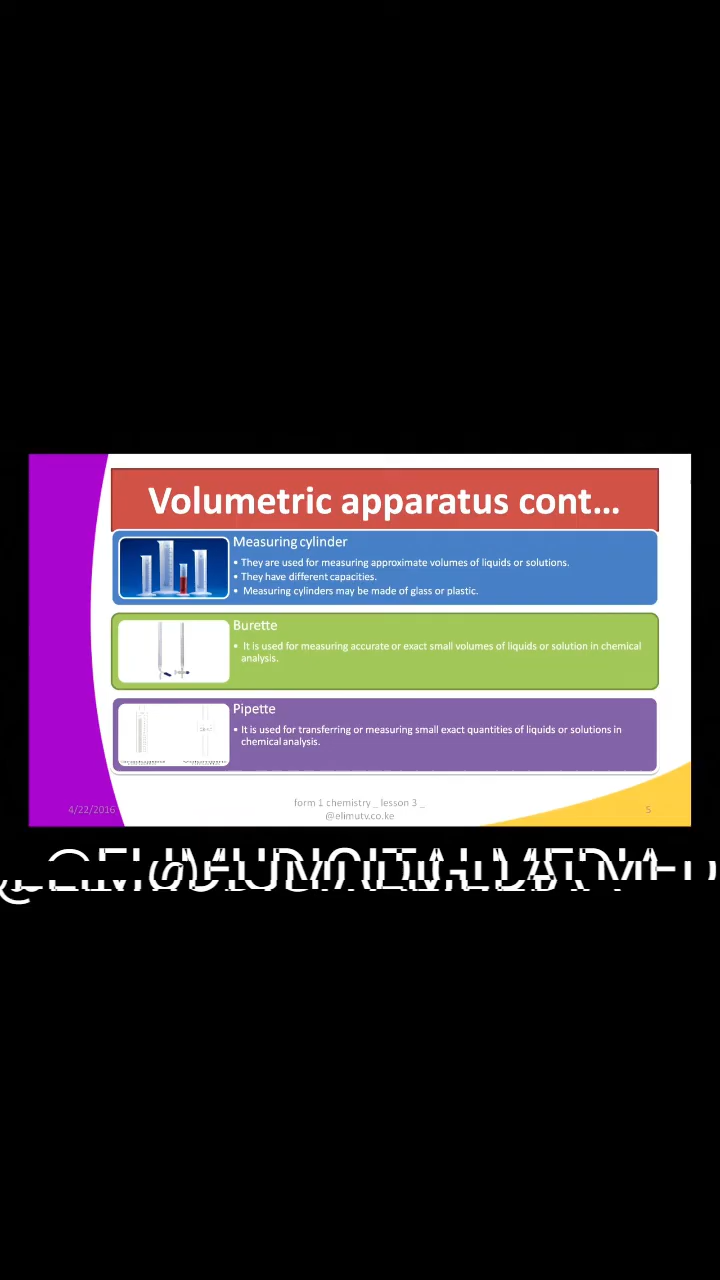 Volumetric apparatus cont...
Measuring cylinder
• They are used for measuring approximate volumes of liquids or solutions.
• They have different capacities.
• Measuring cylinders may be made of glass or plastic.
Burette
• It is used for measuring accurate or exact small volumes of liquids or solution in chemical
analysis.
Pipette
• It is used for transferring or measuring small exact quantities of liquids or solutions in
chemical analysis.
4/22/2016
form 1 chemistry _ lesson 3 _
@elimutv.co.ke
5